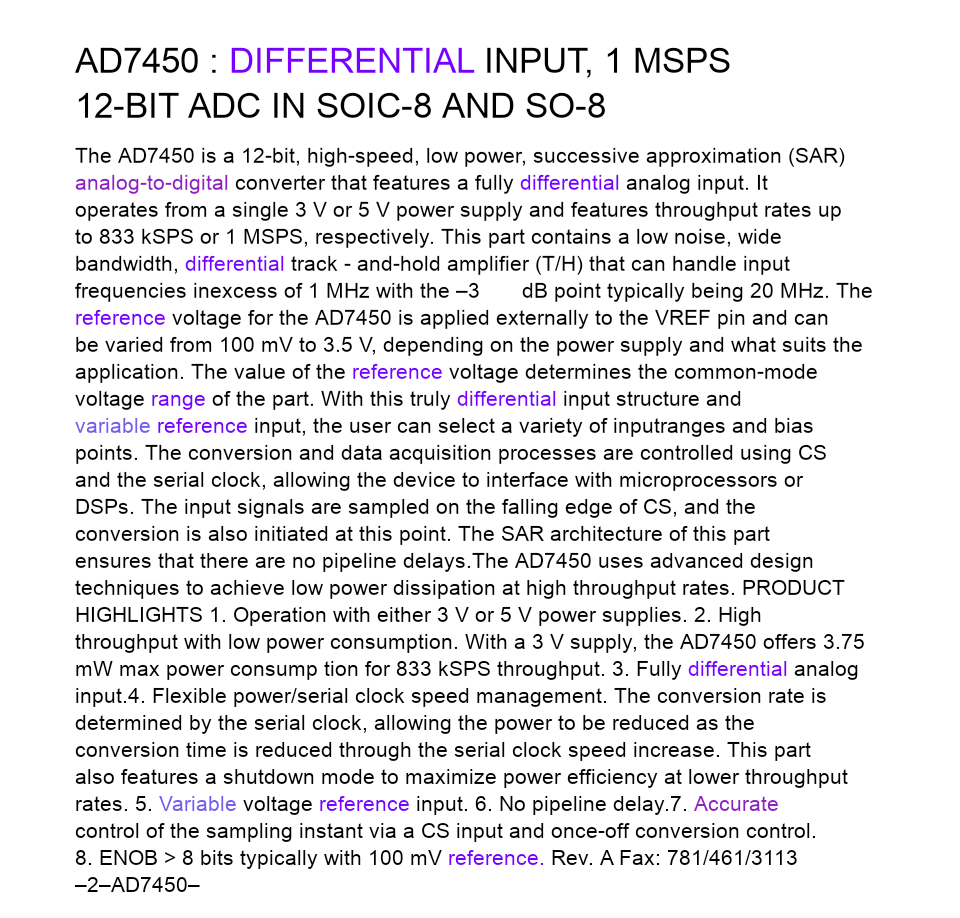 AD7450 : DIFFERENTIAL INPUT, 1 MSPS
12-BIT ADC IN SOIC-8 AND SO-8
The AD7450 is a 12-bit, high-speed, low power, successive approximation (SAR)
analog-to-digital converter that features a fully differential analog input. It
operates from a single 3 V or 5 V power supply and features throughput rates up
to 833 kSPS or 1 MSPS, respectively. This part contains a low noise, wide
bandwidth, differential track - and-hold amplifier (T/H) that can handle input
frequencies inexcess of 1 MHz with the –3 dB point typically being 20 MHz. The
reference voltage for the AD7450 is applied externally to the VREF pin and can
be varied from 100 mV to 3.5 V, depending on the power supply and what suits the
application. The value of the reference voltage determines the common-mode
voltage range of the part. With this truly differential input structure and
variable reference input, the user can select a variety of inputranges and bias
points. The conversion and data acquisition processes are controlled using CS
and the serial clock, allowing the device to interface with microprocessors or
DSPs. The input signals are sampled on the falling edge of CS, and the
conversion is also initiated at this point. The SAR architecture of this part
ensures that there are no pipeline delays.The AD7450 uses advanced design
techniques to achieve low power dissipation at high throughput rates. PRODUCT
HIGHLIGHTS 1. Operation with either 3 V or 5 V power supplies. 2. High
throughput with low power consumption. With a 3 V supply, the AD7450 offers 3.75
mW max power consump tion for 833 kSPS throughput. 3. Fully differential analog
input.4. Flexible power/serial clock speed management. The conversion rate is
determined by the serial clock, allowing the power to be reduced as the
conversion time is reduced through the serial clock speed increase. This part
also features a shutdown mode to maximize power efficiency at lower throughput
rates. 5. Variable voltage reference input. 6. No pipeline delay.7. Accurate
control of the sampling instant via a CS input and once-off conversion control.
8. ENOB > 8 bits typically with 100 mV reference. Rev. A Fax: 781/461/3113
–2–AD7450–